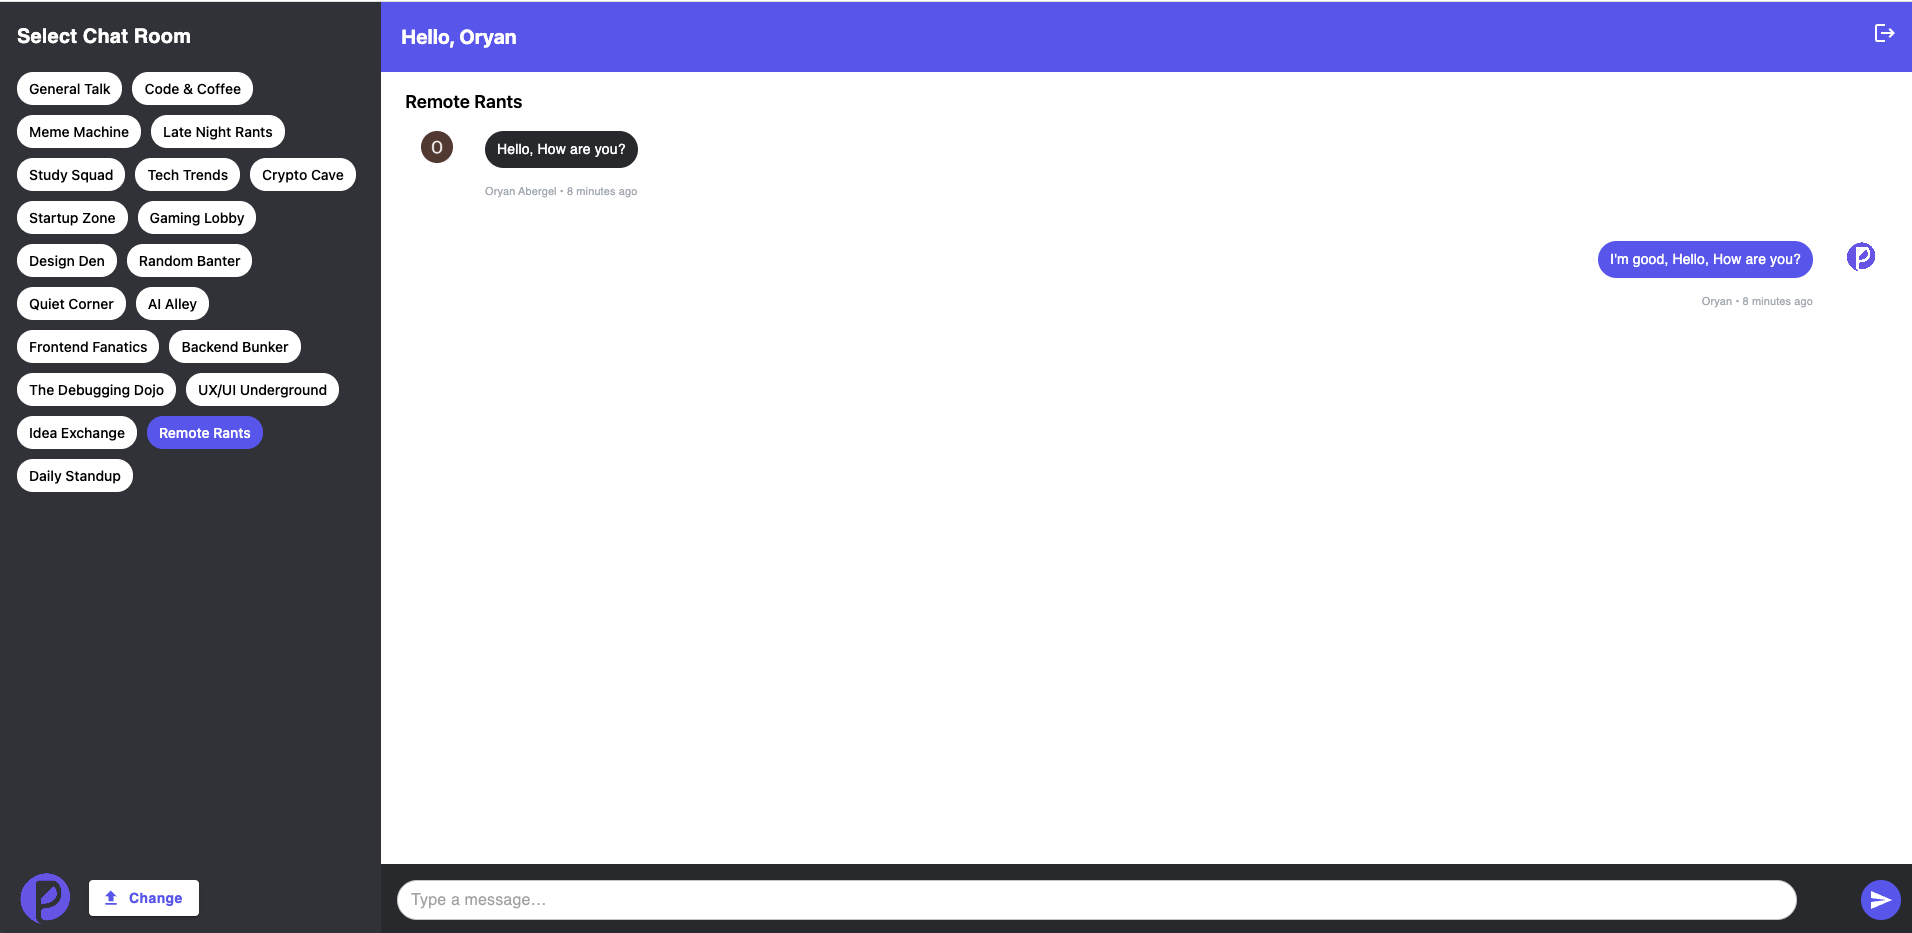 Select Chat Room
General Talk
Code & Coffee
Meme Machine
Late Night Rants
Study Squad
Tech Trends
Crypto Cave
Startup Zone
Gaming Lobby
Design Den
Random Banter
Quiet Corner
AI Alley
Frontend Fanatics
Backend Bunker
The Debugging Dojo
UX/UI Underground
Idea Exchange
Remote Rants
Daily Standup
Change
Hello, Oryan
Remote Rants
O
Hello, How are you?
Oryan Abergel • 8 minutes ago
I'm good, Hello, How are you?
Oryan • 8 minutes ago
Type a message...